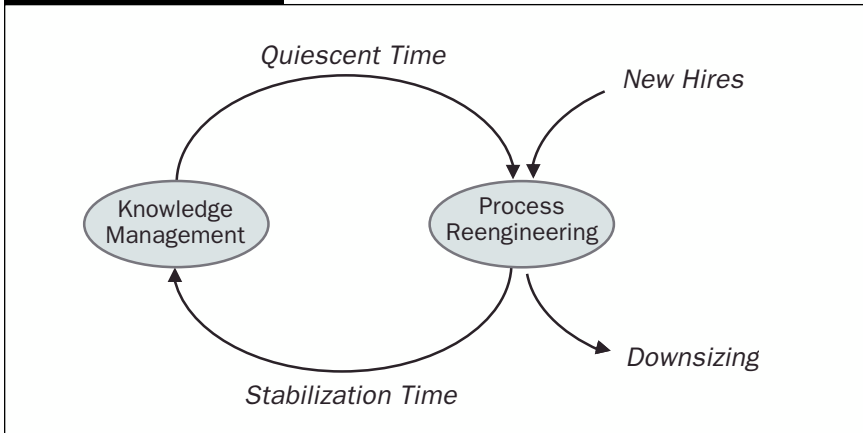 Quiescent Time
New Hires
Knowledge
Management
Process
Reengineering
Downsizing
Stabilization Time